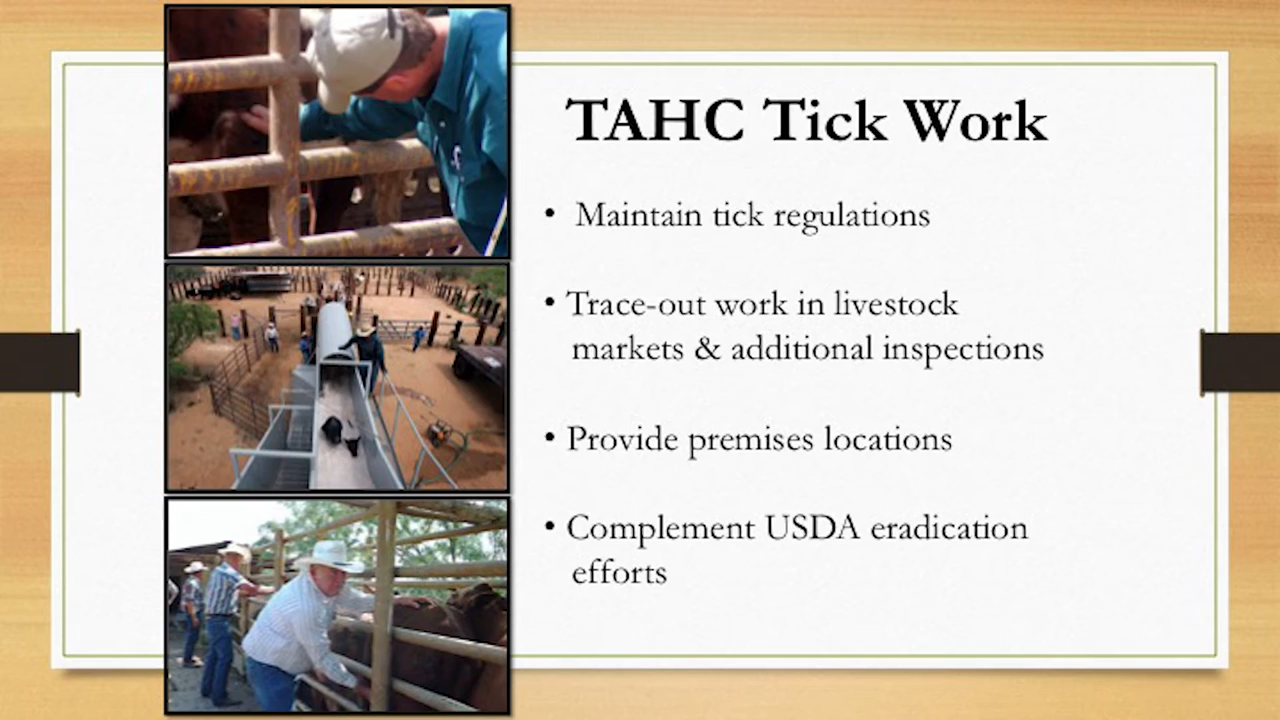 TAHC Tick Work
• Maintain tick regulations
• Trace-out work in livestock
markets & additional inspections
• Provide premises locations
• Complement USDA eradication
efforts